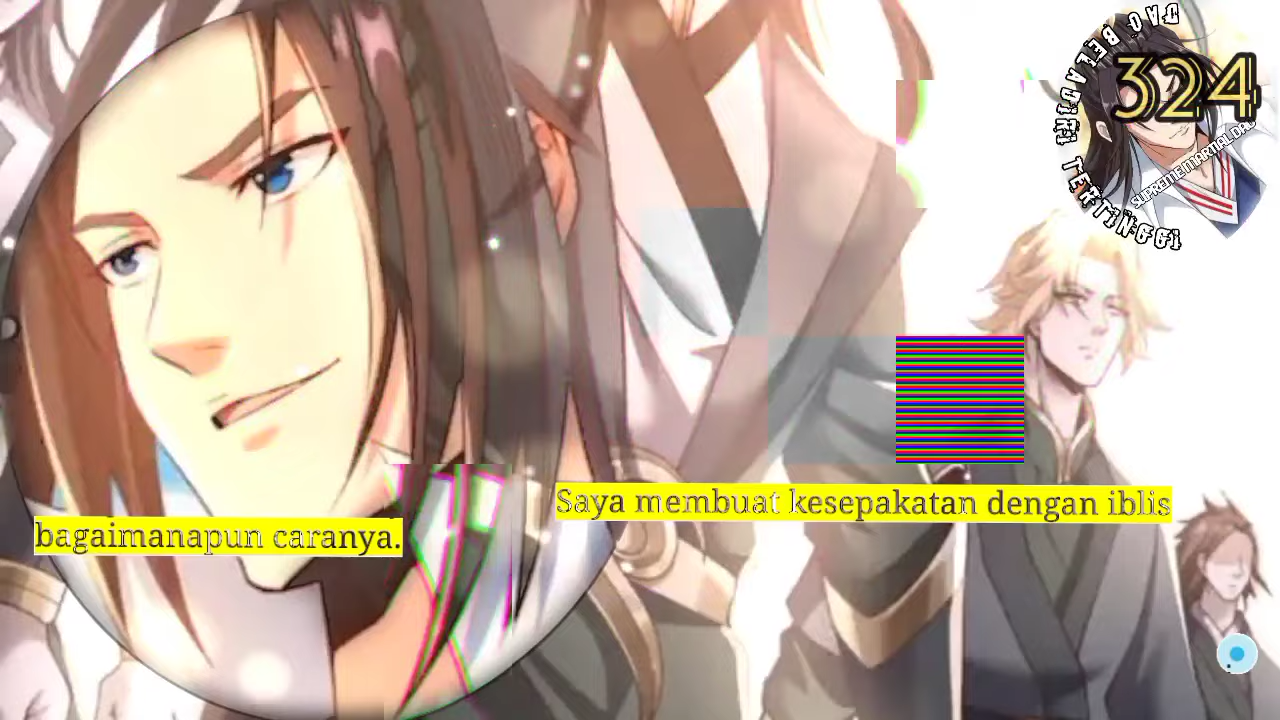 DAO BELADIRI TERTINGGI
324
SUPREME MARTIAL DAO
Saya membuat kesepakatan dengan iblis
bagaimanapun caranya.